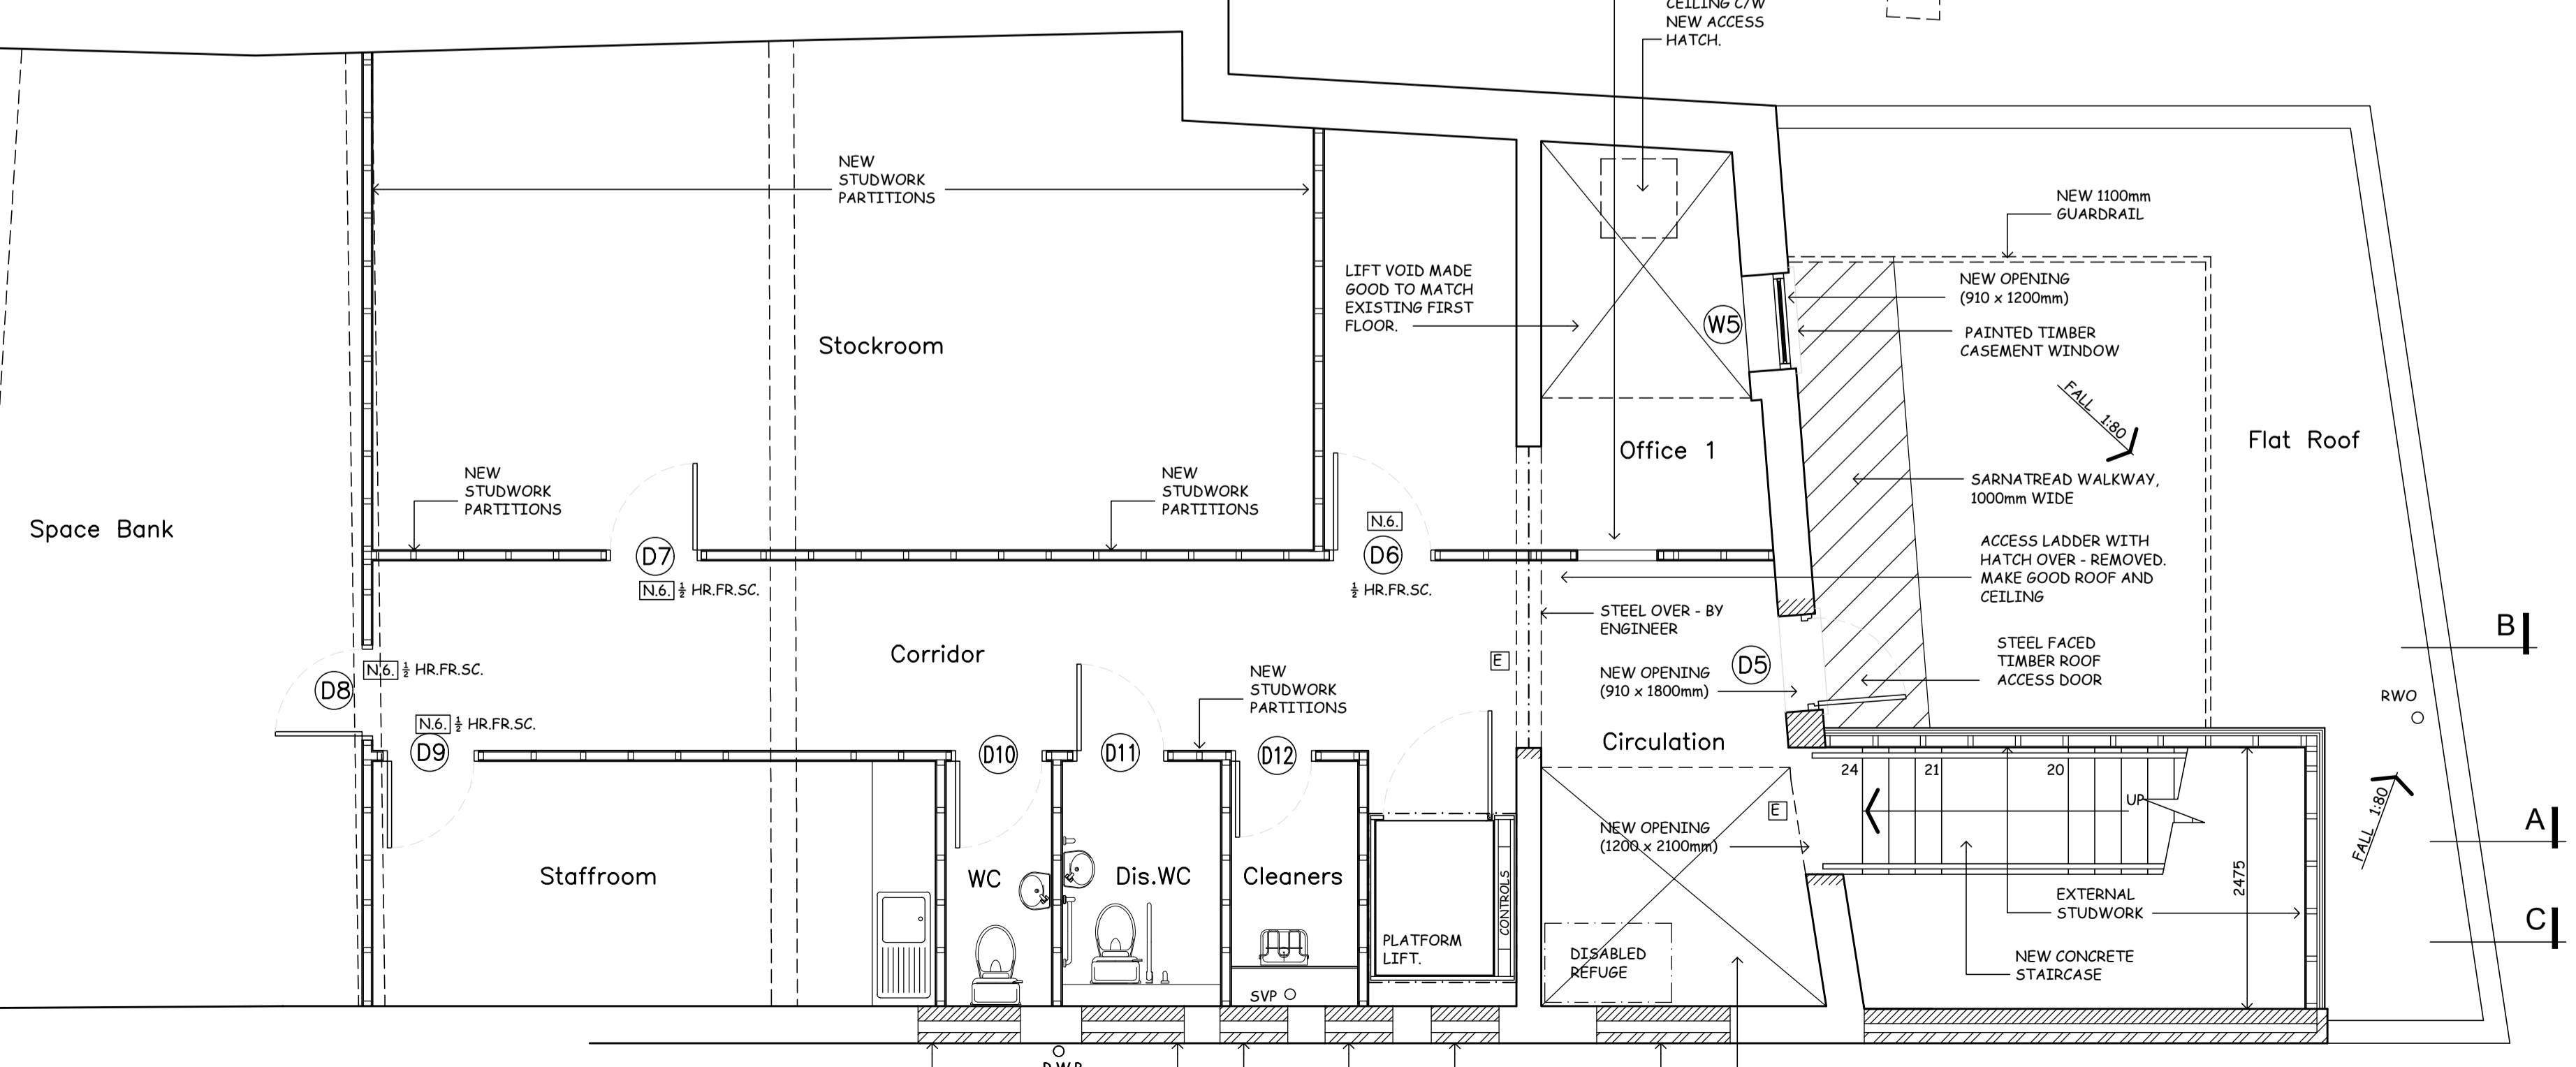 CEILING C/W
NEW ACCESS
HATCH.
NEW
STUDWORK
PARTITIONS
NEW 1100mm
GUARDRAIL
LIFT VOID MADE
GOOD TO MATCH
EXISTING FIRST
FLOOR.
W5
NEW OPENING
(910 x 1200mm)
PAINTED TIMBER
CASEMENT WINDOW
Stockroom
FALL 1:80
Office 1
Flat Roof
NEW
STUDWORK
PARTITIONS
NEW
STUDWORK
PARTITIONS
SARNATREAD WALKWAY,
1000mm WIDE
Space Bank
N.6.
D6
½ HR.FR.SC.
D7
N.6. ½ HR.FR.SC.
ACCESS LADDER WITH
HATCH OVER - REMOVED.
MAKE GOOD ROOF AND
CEILING
STEEL OVER - BY
ENGINEER
B
Corridor
E
STEEL FACED
TIMBER ROOF
ACCESS DOOR
N.6. ½ HR.FR.SC.
D8
NEW
STUDWORK
PARTITIONS
NEW OPENING
(910 x 1800mm)
D5
RWO
N.6. ½ HR.FR.SC.
D9
D10
D11
D12
Circulation
24
21
20
UP
E
FALL 1:80
A
NEW OPENING
(1200 x 2100mm)
Staffroom
WC
Dis.WC
Cleaners
CONTROLS
2475
EXTERNAL
STUDWORK
C
PLATFORM
LIFT.
DISABLED
REFUGE
NEW CONCRETE
STAIRCASE
SVP
D.W.P.